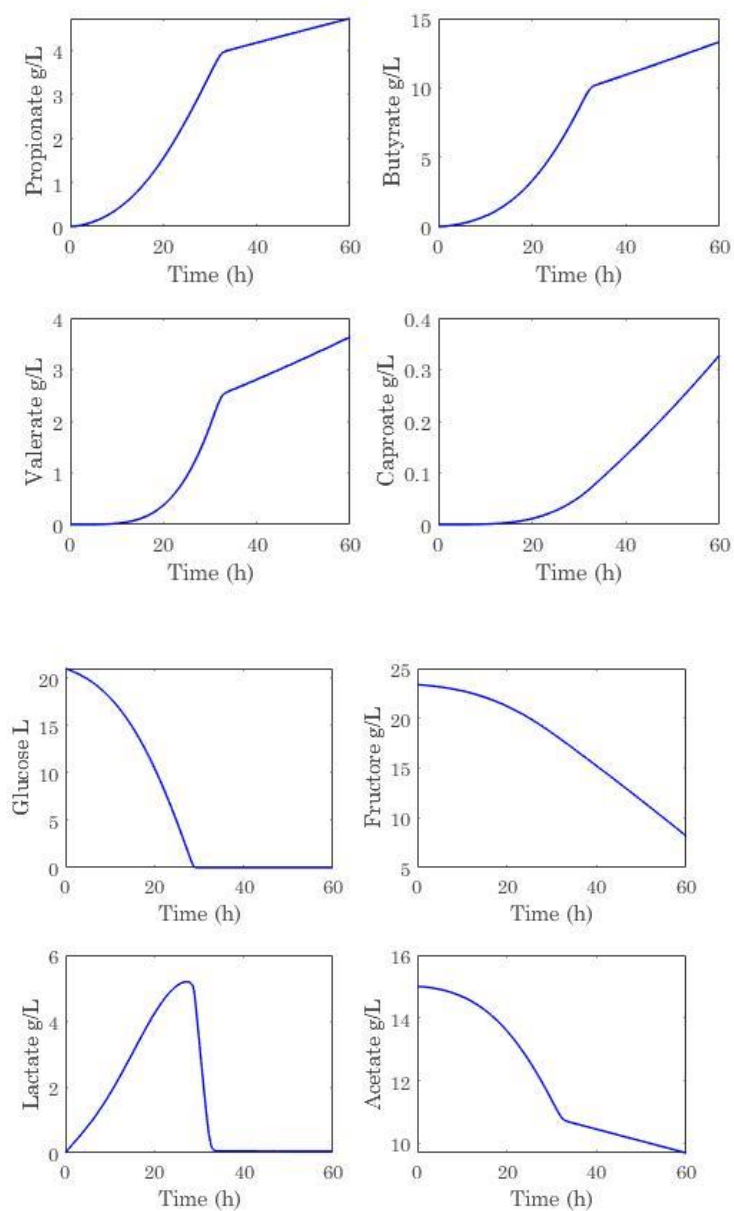 Propionate g/L
4
3
2
1
0
0 20 40 60
Time (h)
Butyrate g/L
15
10
5
0
0 20 40 60
Time (h)
Valerate g/L
4
3
2
1
0
0 20 40 60
Time (h)
Caproate g/L
0.4
0.3
0.2
0.1
0
0 20 40 60
Time (h)
Glucose L
20
15
10
5
0
0 20 40 60
Time (h)
Fructore g/L
25
20
15
10
5
0 20 40 60
Time (h)
Lactate g/L
6
4
2
0
0 20 40 60
Time (h)
Acetate g/L
16
14
12
10
0 20 40 60
Time (h)